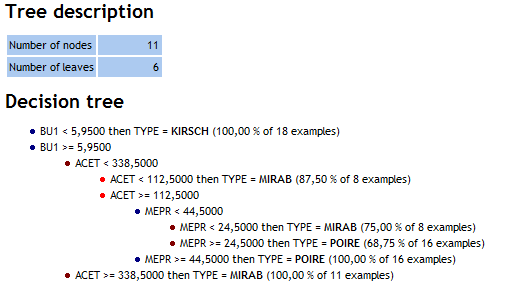 Tree description
Number of nodes 11
Number of leaves 6
Decision tree
BU1 < 5,9500 then TYPE = KIRSCH (100,00 % of 18 examples)
BU1 >= 5,9500
ACET < 338,5000
ACET < 112,5000 then TYPE = MIRAB (87,50 % of 8 examples)
ACET >= 112,5000
MEPR < 44,5000
MEPR < 24,5000 then TYPE = MIRAB (75,00 % of 8 examples)
MEPR >= 24,5000 then TYPE = POIRE (68,75 % of 16 examples)
MEPR >= 44,5000 then TYPE = POIRE (100,00 % of 16 examples)
ACET >= 338,5000 then TYPE = MIRAB (100,00 % of 11 examples)